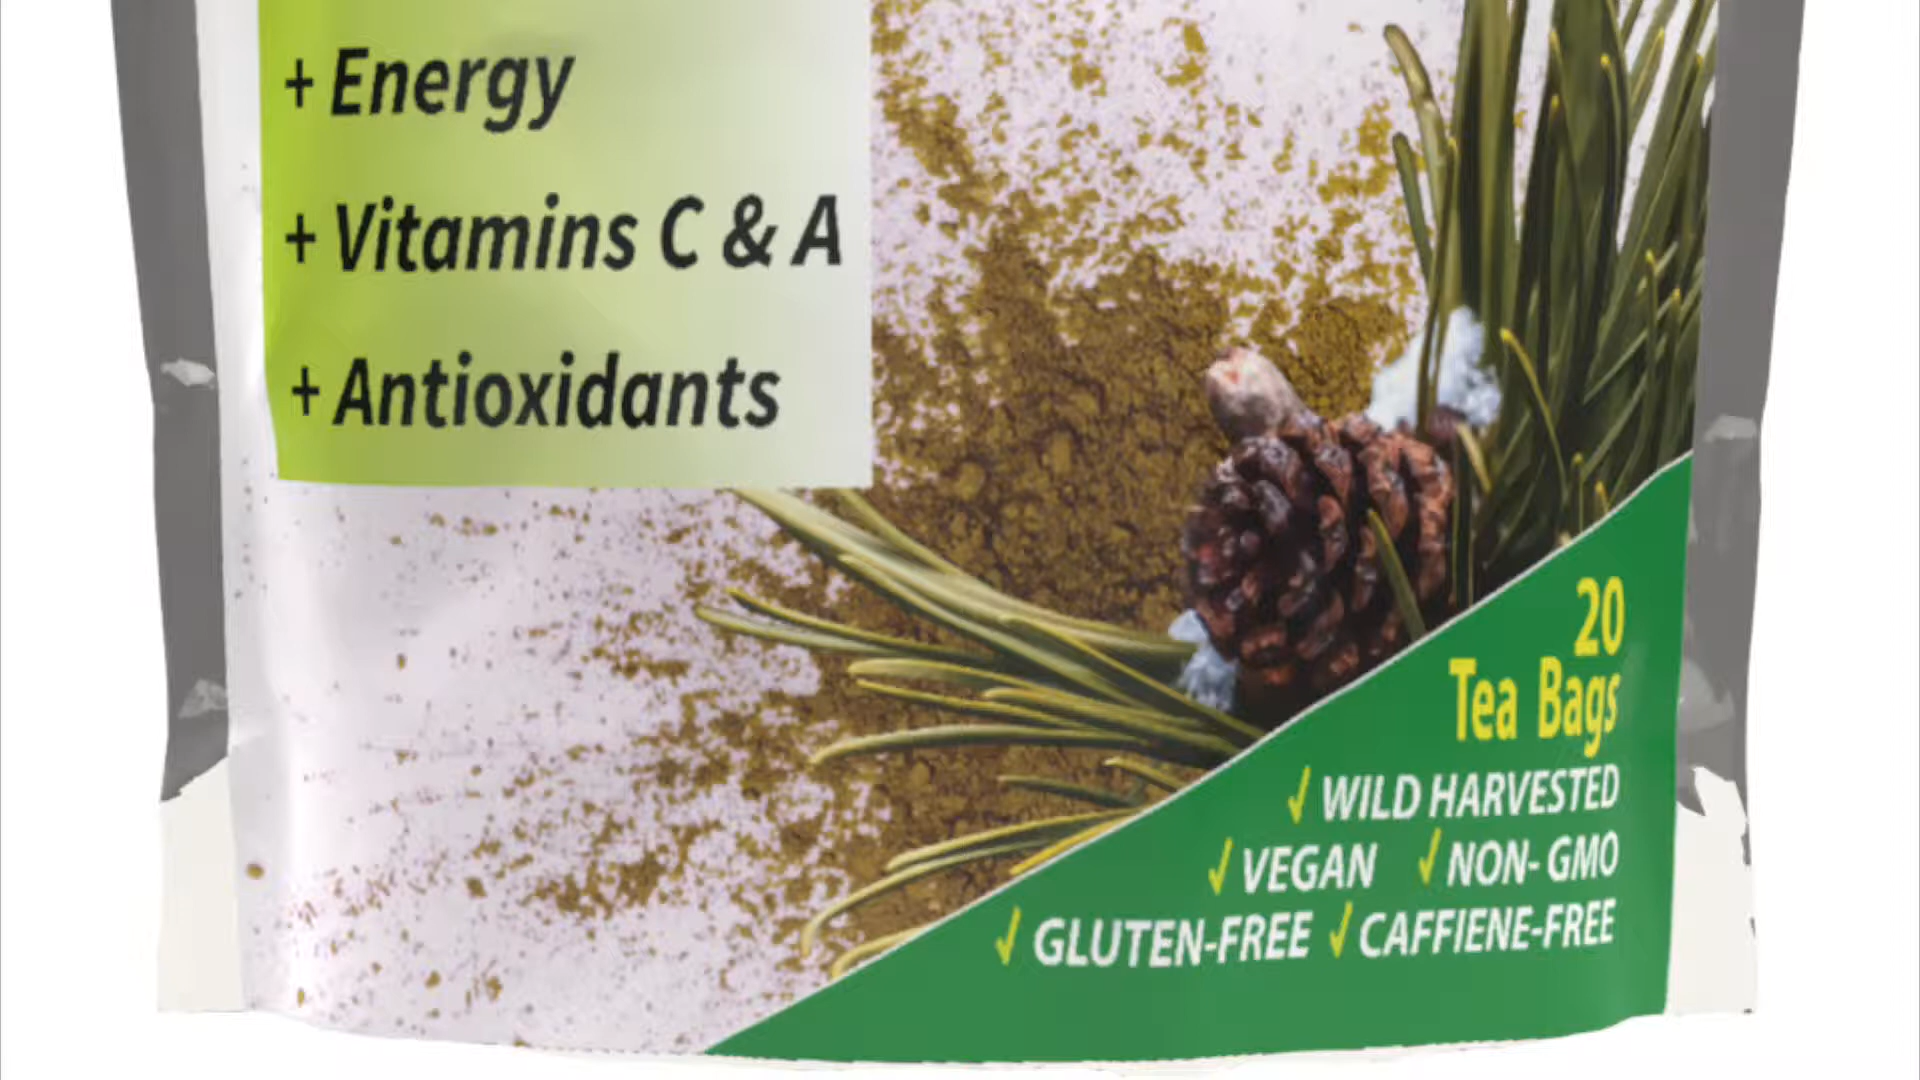 + Energy
+ Vitamins C & A
+ Antioxidants
20
Tea Bags
✓ WILD HARVESTED
✓ VEGAN ✓ NON- GMO
✓ GLUTEN-FREE ✓ CAFFIENE-FREE